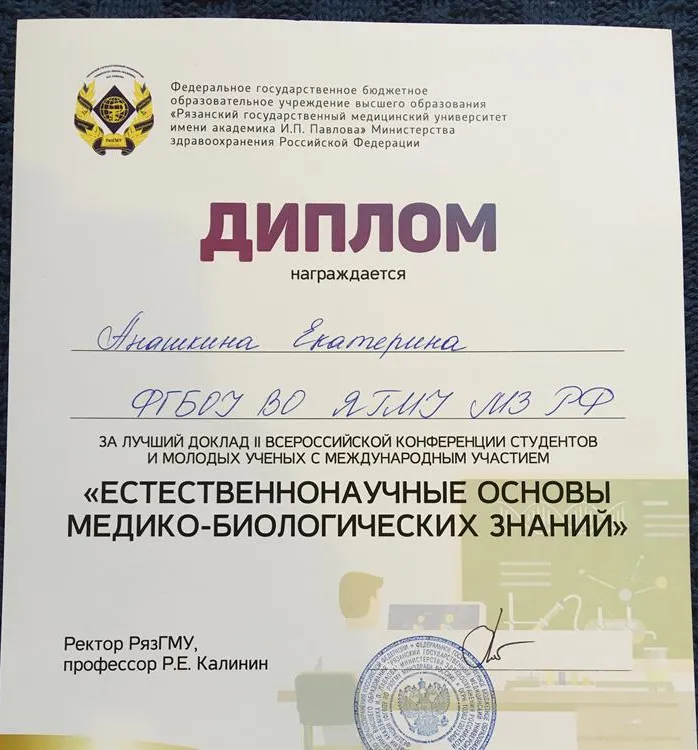 Федеральное государственное бюджетное
образовательное учреждение высшего образования
«Рязанский государственный медицинский университет
имени академика И.П. Павлова» Министерства
здравоохранения Российской Федерации
РязГМУ
ДИПЛОМ
награждается
Анашкина Екатерина
ФГБОУ ВО ЯГМУ МЗ РФ
ЗА ЛУЧШИЙ ДОКЛАД II ВСЕРОССИЙСКОЙ КОНФЕРЕНЦИИ СТУДЕНТОВ
И МОЛОДЫХ УЧЕНЫХ С МЕЖДУНАРОДНЫМ УЧАСТИЕМ
«ЕСТЕСТВЕННОНАУЧНЫЕ ОСНОВЫ
МЕДИКО-БИОЛОГИЧЕСКИХ ЗНАНИЙ»
Ректор РязГМУ,
профессор Р.Е. Калинин